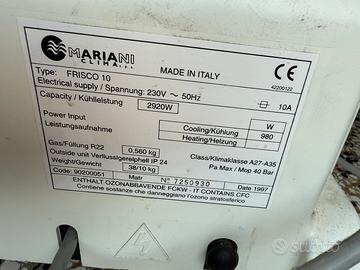 MARIANI
CLIMA s.p.a.
MADE IN ITALY
CE
42200122
Type: FRISCO 10
Electrical supply / Spannung: 230V ~ 50Hz
Capacity / Kühlleistung 2920W 10A
Power Input
Leistungsaufnahme
W
Cooling/Kühlung 980
Heating/Heizung
Gas/Füllung R22 0,560 kg
Class/Klimaklasse A27-A35
Outside unit Verflussigereiphell IP 24
Pa Max/ Mop 40 Bar
Weight/Gewicht 38/10 kg
Code: 90200051 Matr N° 7250930 Date 1997
ENTHALT OZONABBAVENDE FCKW - IT CONTAINS CFC
Contiene sostanze che danneggiano l'ozono stratosferico
subito.it